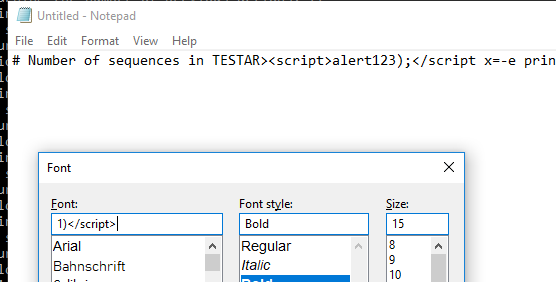 Untitled - Notepad
File Edit Format View Help
# Number of sequences in TESTAR><script>alert123);</script x=-e prin
Font
Font: Font style: Size:
1)</script> Bold 15
Arial Regular 8
Bahnschrift Italic 9
10